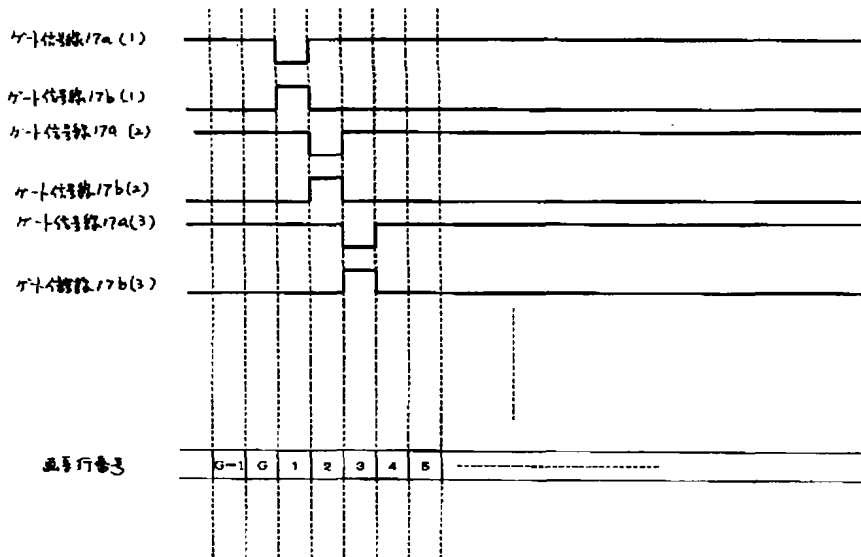 ゲート信号線17a(1)
ゲート信号線17b(1)
ゲート信号線17a(2)
ゲート信号線17b(2)
ゲート信号線17a(3)
ゲート信号線17b(3)
画素行番号 G-1 G 1 2 3 4 5